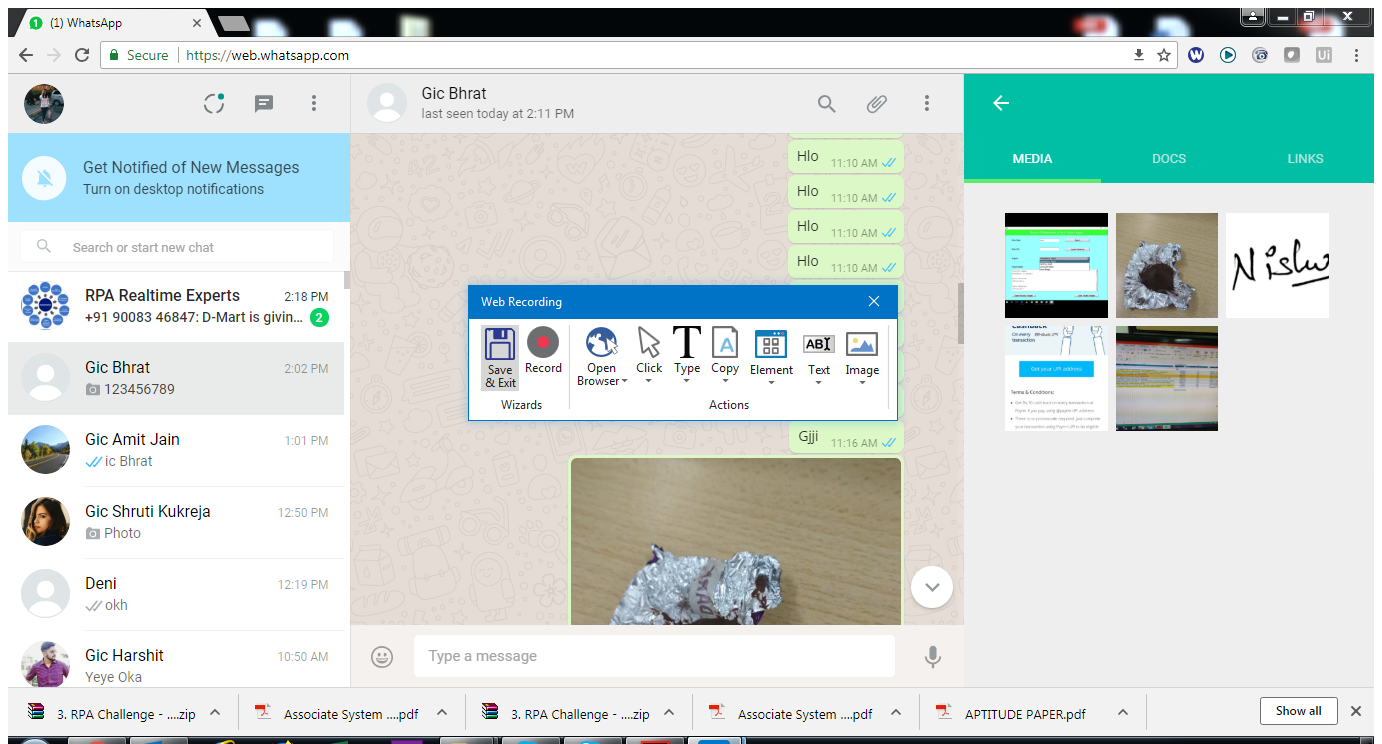 (1) WhatsApp
Secure
https://web.whatsapp.com
Ui
Get Notified of New Messages
Turn on desktop notifications
Search or start new chat
RPA Realtime Experts 2:18 PM
+91 90083 46847: D-Mart is givin... 2
Gic Bhrat 2:02 PM
123456789
Gic Amit Jain 1:01 PM
ic Bhrat
Gic Shruti Kukreja 12:50 PM
Photo
Deni 12:19 PM
okh
Gic Harshit 10:50 AM
Yeye Oka
Gic Bhrat
last seen today at 2:11 PM
Hlo 11:10 AM
Hlo 11:10 AM
Hlo 11:10 AM
Hlo 11:10 AM
Web Recording
Save & Exit
Record
Open Browser
Click
Type
Copy
Element
Text
Image
Wizards
Actions
Gjji 11:16 AM
Type a message
MEDIA DOCS LINKS
Get your UPI address
Terms & Conditions:
3. RPA Challenge - ....zip
Associate System ....pdf
3. RPA Challenge - ....zip
Associate System ....pdf
APTITUDE PAPER.pdf
Show all